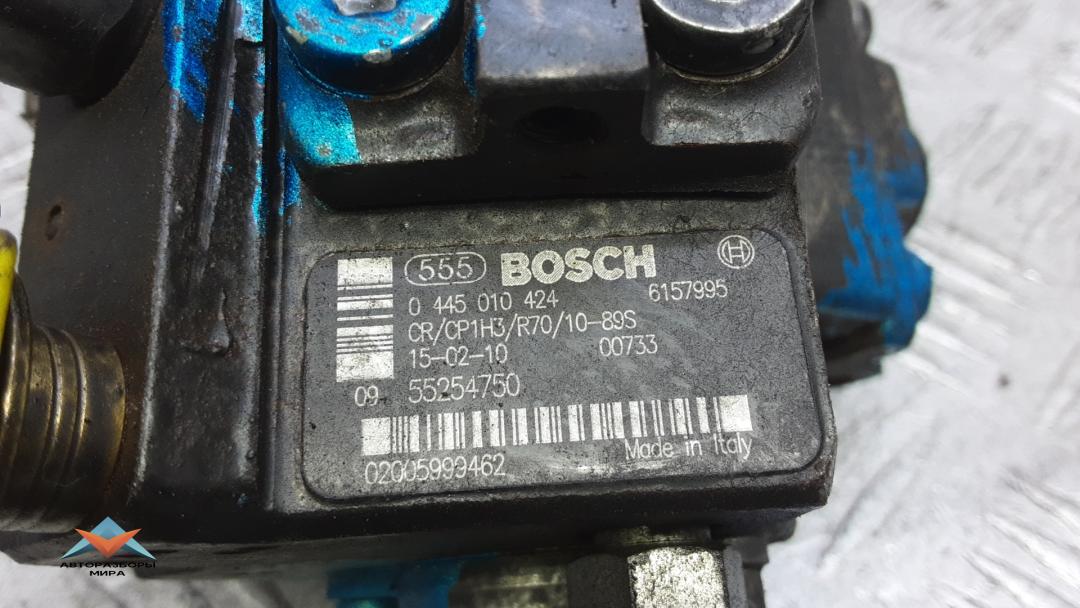 555 BOSCH
0 445 010 424 6157995
CR/CP1H3/R70/10-89S
15-02-10 00733
09 55254750
Made in Italy
02005999462
АВТОРАЗБОРЫ
МИРА